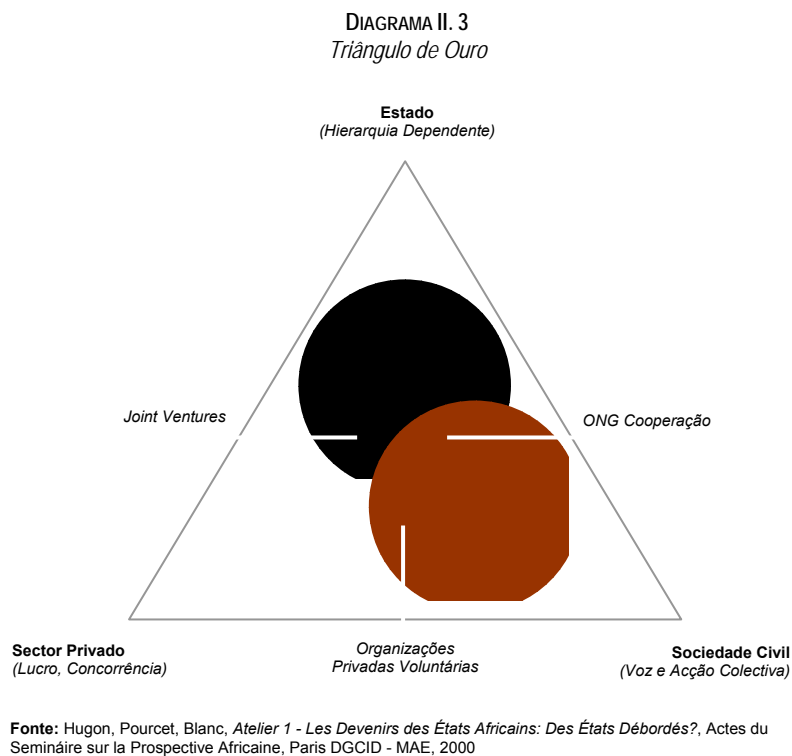 DIAGRAMA II. 3
Triângulo de Ouro
Estado
(Hierarquia Dependente)
Joint Ventures
ONG Cooperação
Sector Privado
(Lucro, Concorrência)
Organizações
Privadas Voluntárias
Sociedade Civil
(Voz e Acção Colectiva)
Fonte: Hugon, Pourcet, Blanc, Atelier 1 - Les Devenirs des États Africains: Des États Débordés?, Actes du
Semináire sur la Prospective Africaine, Paris DGCID - MAE, 2000